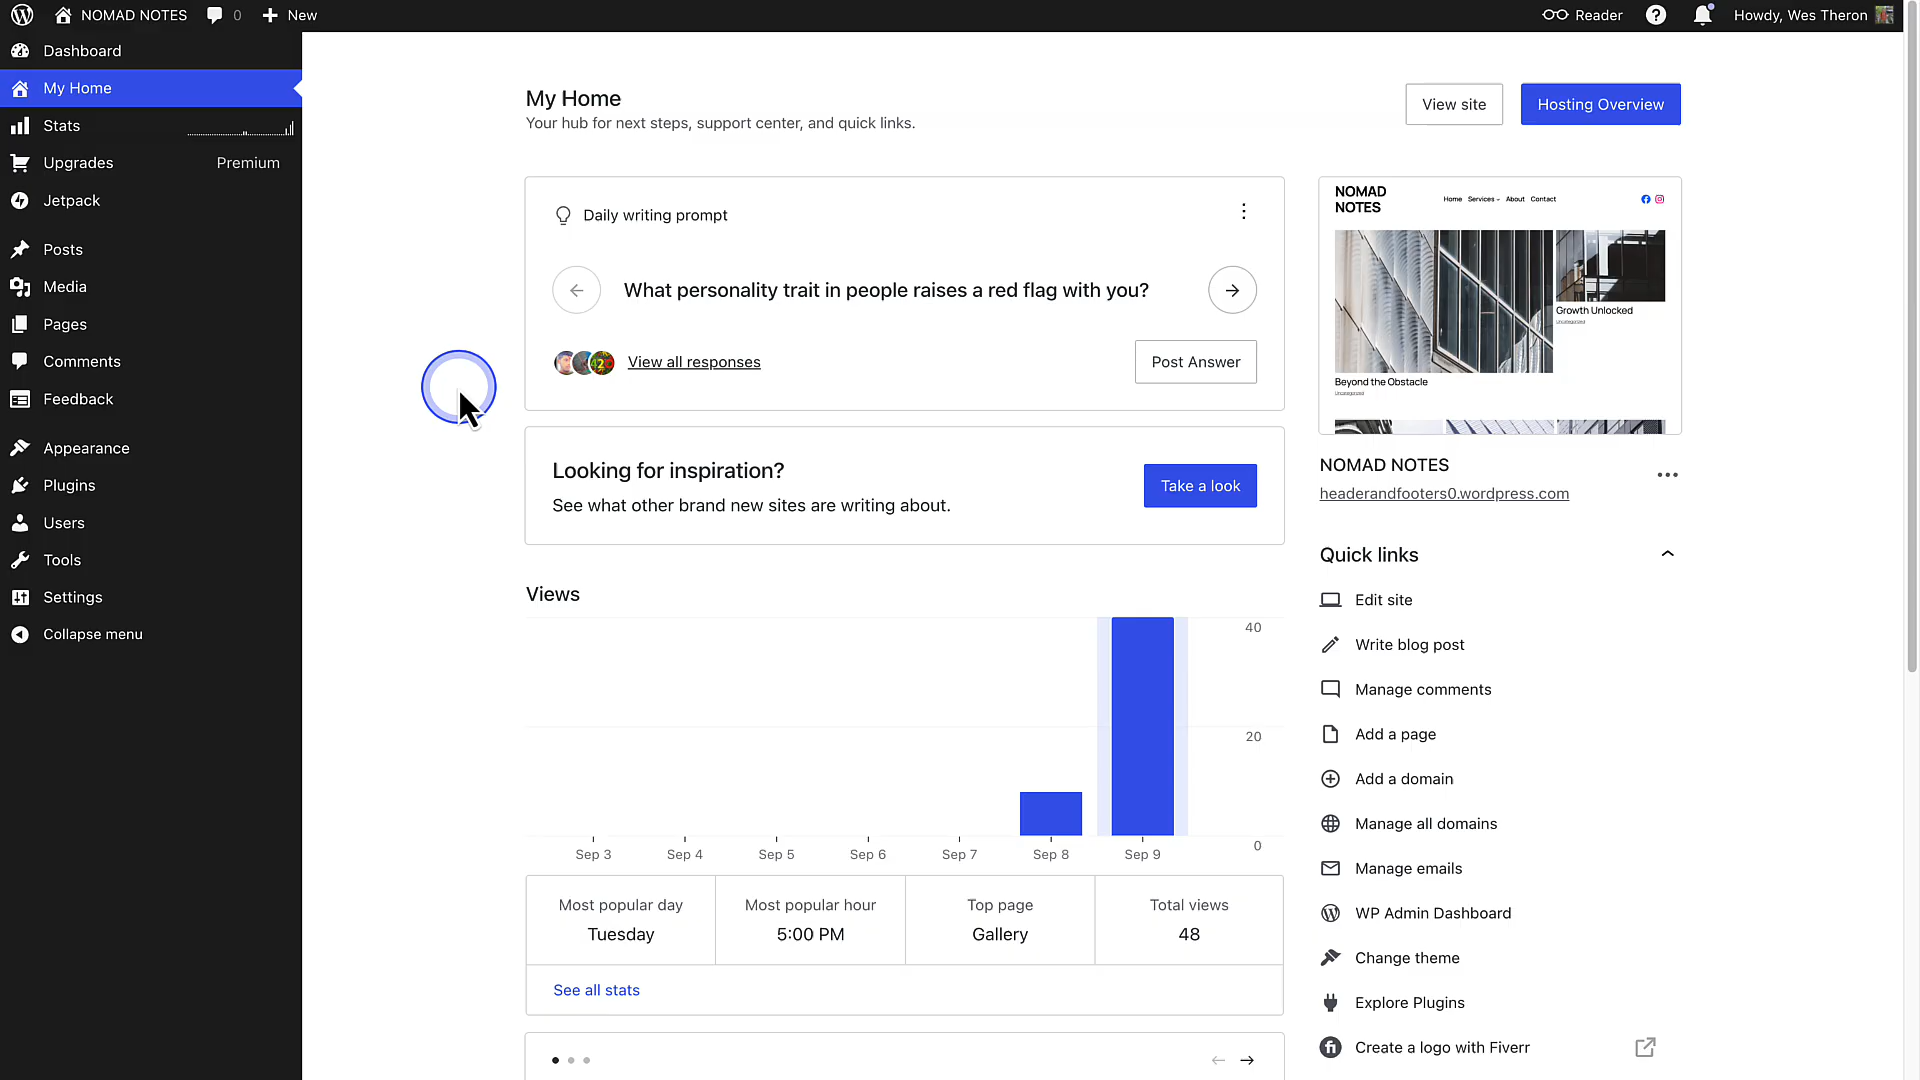 NOMAD NOTES
0
New
Reader
Howdy, Wes Theron
Dashboard
My Home
Stats
Upgrades
Premium
Jetpack
Posts
Media
Pages
Comments
Feedback
Appearance
Plugins
Users
Tools
Settings
Collapse menu
My Home
Your hub for next steps, support center, and quick links.
View site
Hosting Overview
Daily writing prompt
What personality trait in people raises a red flag with you?
View all responses
Post Answer
Looking for inspiration?
See what other brand new sites are writing about.
Take a look
Views
40
20
0
Sep 3
Sep 4
Sep 5
Sep 6
Sep 7
Sep 8
Sep 9
Most popular day
Tuesday
Most popular hour
5:00 PM
Top page
Gallery
Total views
48
See all stats
NOMAD
NOTES
Home
Services
About
Contact
Growth Unlocked
Uncategorized
Beyond the Obstacle
Uncategorized
NOMAD NOTES
headerandfooters0.wordpress.com
Quick links
Edit site
Write blog post
Manage comments
Add a page
Add a domain
Manage all domains
Manage emails
WP Admin Dashboard
Change theme
Explore Plugins
Create a logo with Fiverr